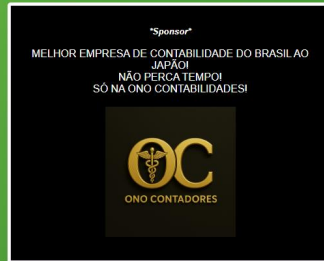 *Sponsor*
MELHOR EMPRESA DE CONTABILIDADE DO BRASIL AO
JAPÃO!
NÃO PERCA TEMPO!
SÓ NA ONO CONTABILIDADES!
OC
ONO CONTADORES